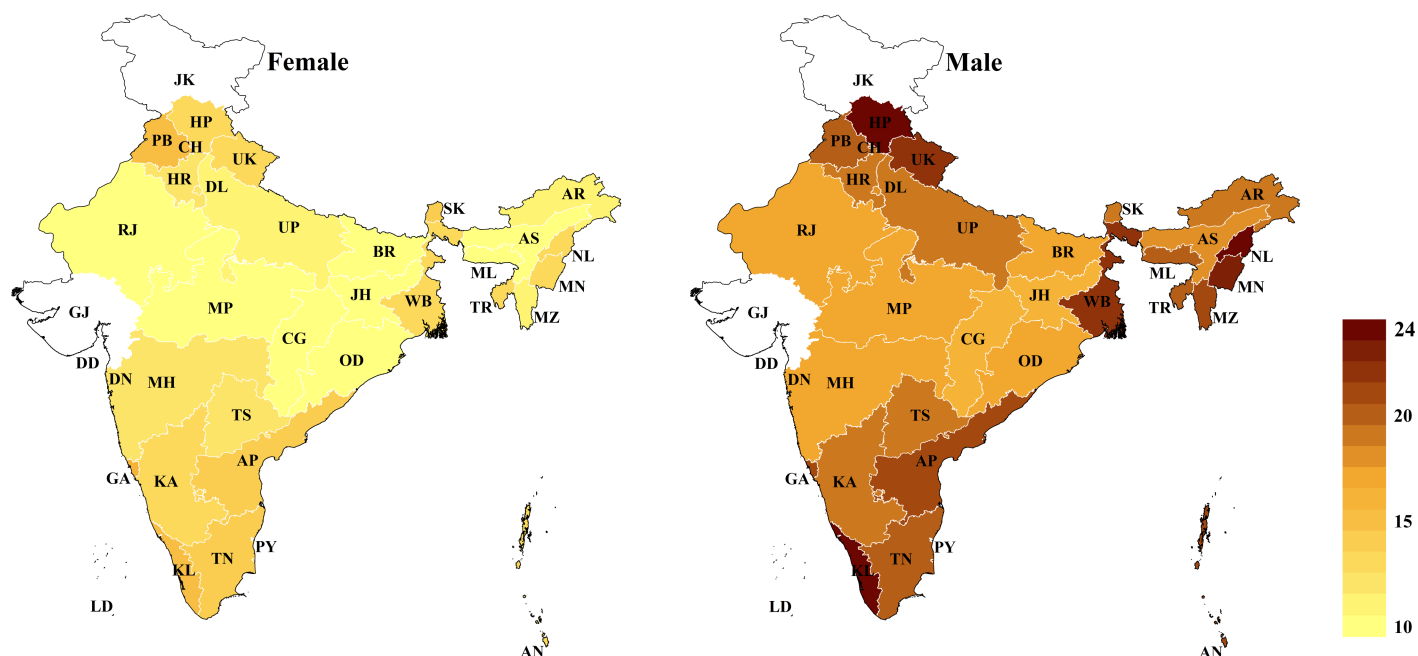 Female
JK
HP
PB
CH
UK
HR
DL
AR
SK
RJ
UP
AS
BR
NL
ML
MN
JH
WB
TR
MZ
GJ
MP
CG
OD
DD
DN
MH
TS
AP
GA
KA
PY
TN
KL
LD
AN
Male
JK
HP
PB
CH
UK
HR
DL
AR
SK
RJ
UP
AS
BR
NL
ML
MN
JH
WB
TR
MZ
GJ
MP
CG
OD
DD
DN
MH
TS
AP
GA
KA
PY
TN
KL
LD
AN
24
20
15
10